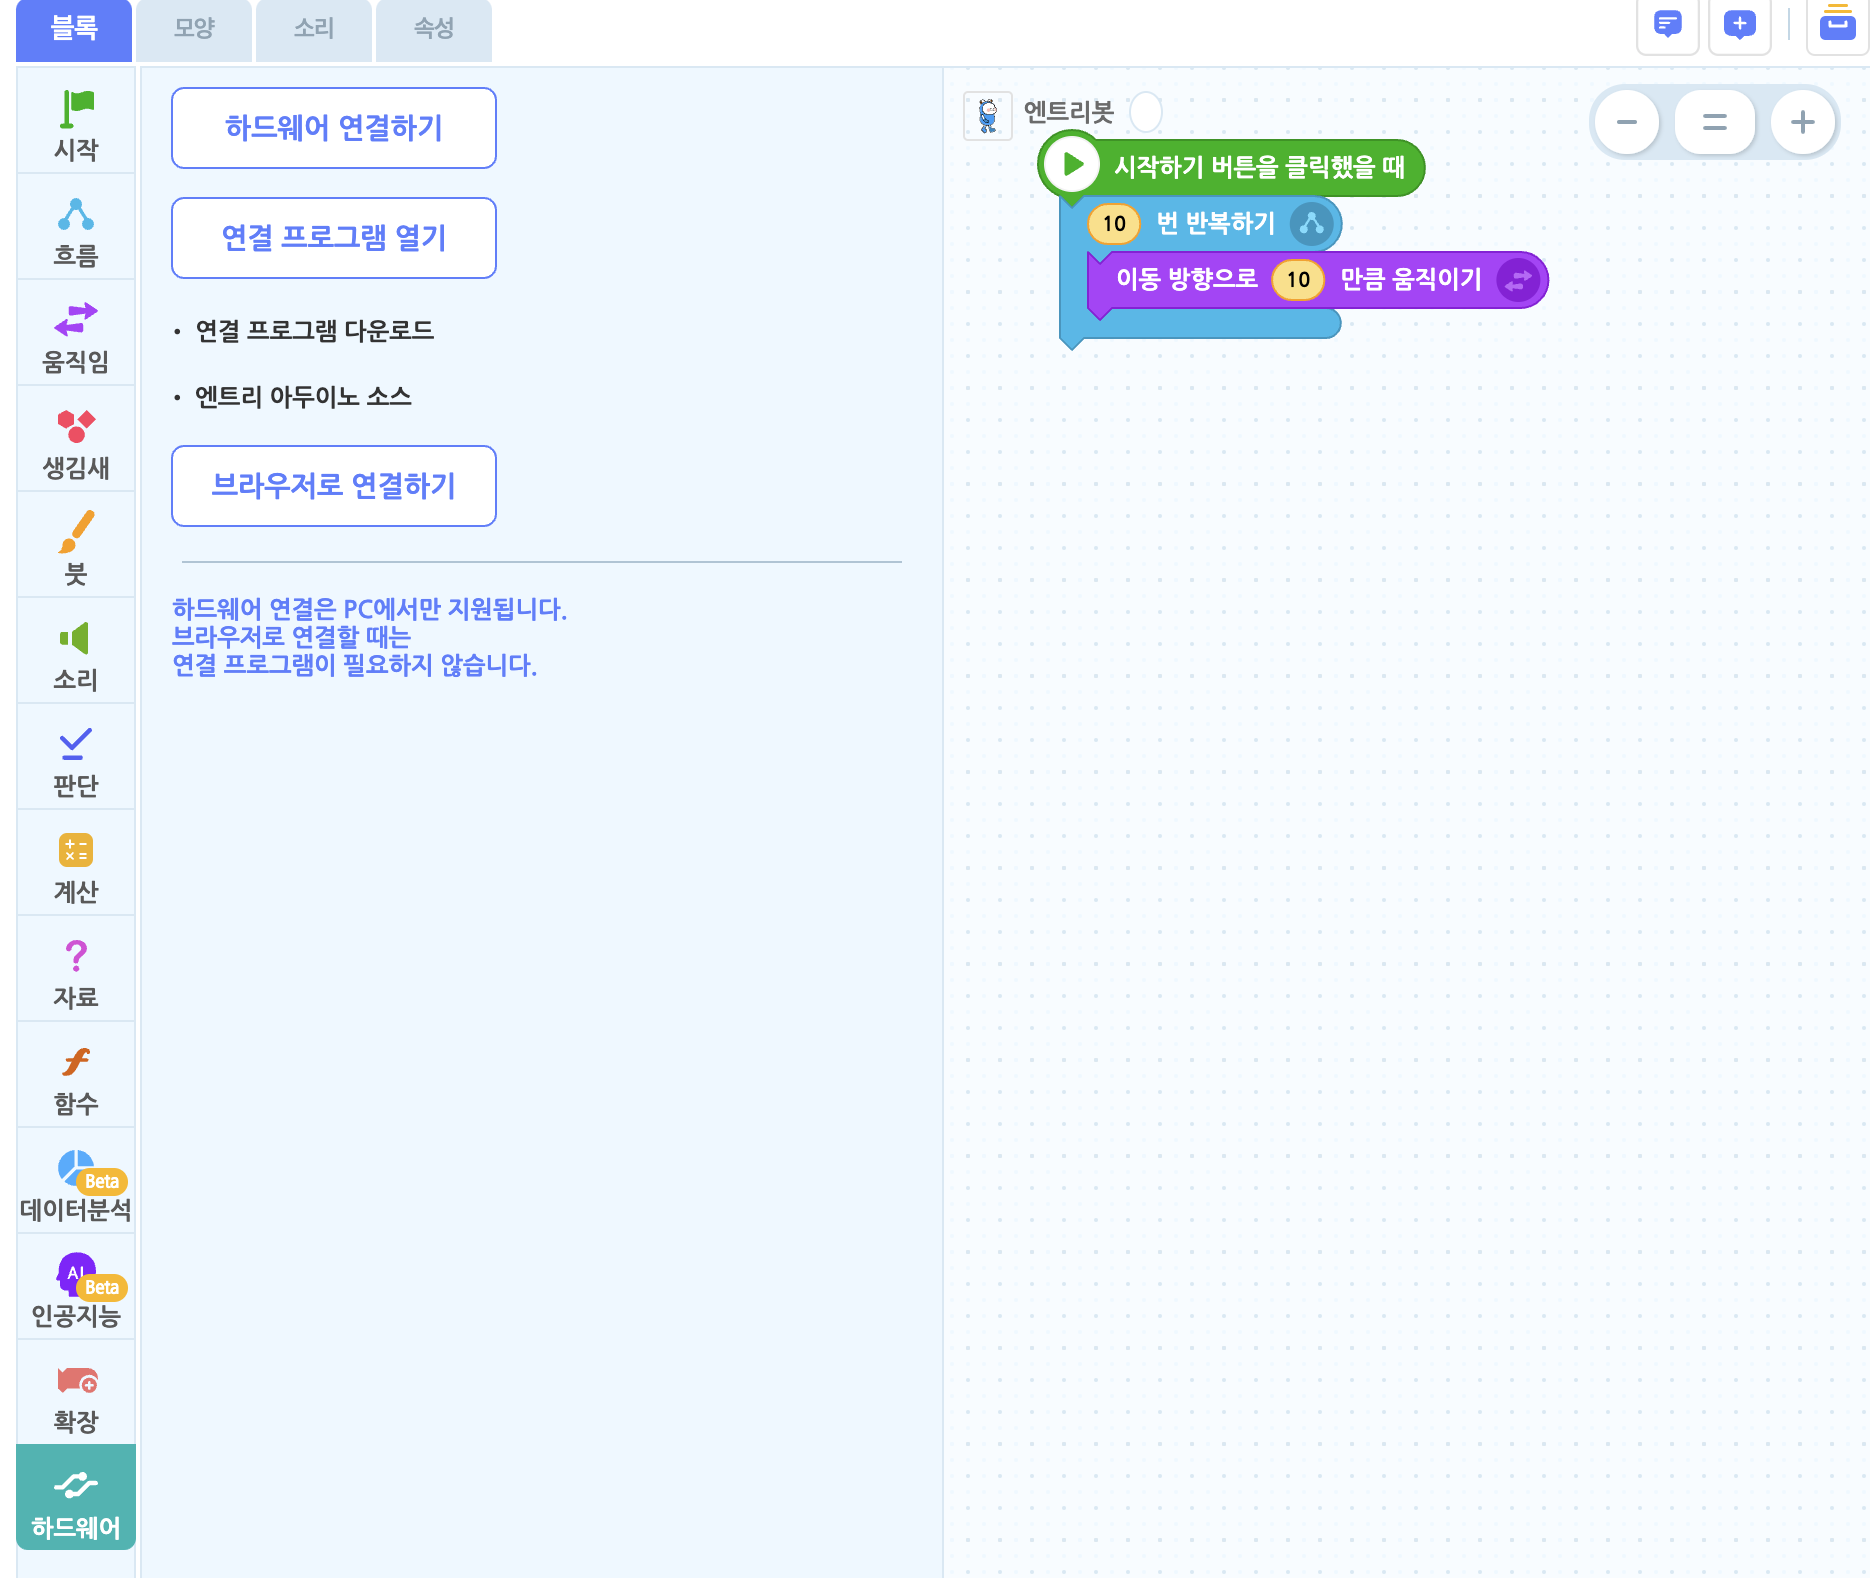 블록
모양
소리
속성
시작
흐름
움직임
생김새
붓
소리
판단
계산
자료
함수
Beta
데이터분석
AI
Beta
인공지능
확장
하드웨어
하드웨어 연결하기
연결 프로그램 열기
• 연결 프로그램 다운로드
• 엔트리 아두이노 소스
브라우저로 연결하기
하드웨어 연결은 PC에서만 지원됩니다.
브라우저로 연결할 때는
연결 프로그램이 필요하지 않습니다.
엔트리봇
시작하기 버튼을 클릭했을 때
10 번 반복하기
이동 방향으로 10 만큼 움직이기